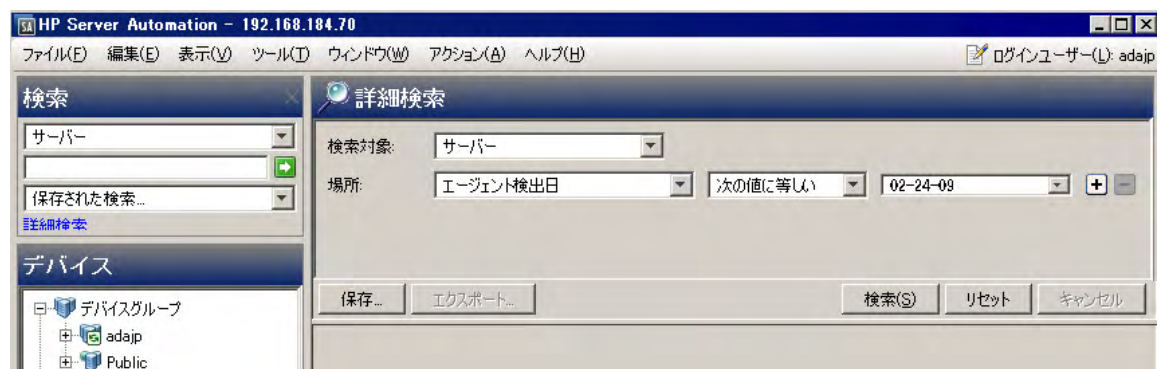 HP Server Automation - 192.168.184.70
ファイル(F) 編集(E) 表示(V) ツール(T) ウィンドウ(W) アクション(A) ヘルプ(H) ログインユーザー(L): adajp
検索
サーバー
保存された検索...
詳細検索
デバイス
デバイスグループ
adajp
Public
詳細検索
検索対象: サーバー
場所: エージェント検出日 次の値に等しい 02-24-09
保存... エクスポート... 検索(S) リセット キャンセル